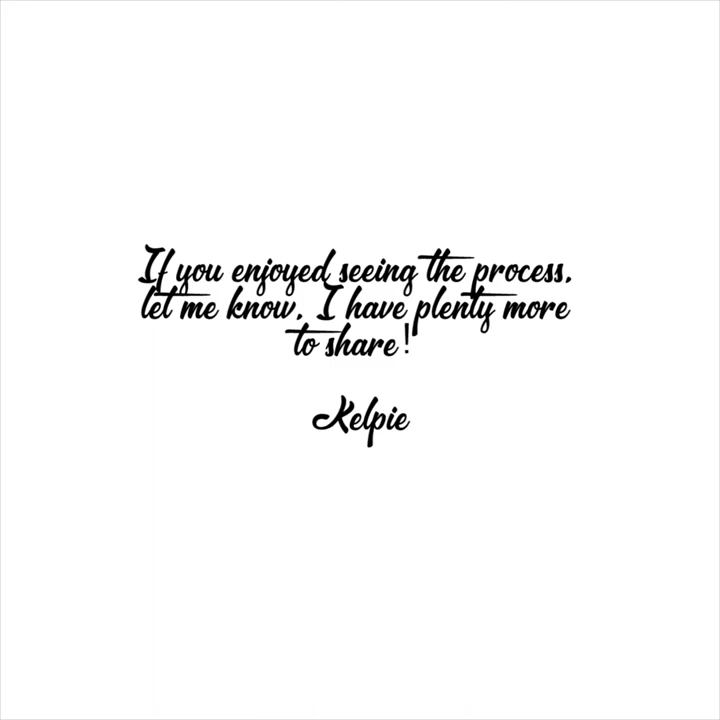 If you enjoyed seeing the process,
let me know, I have plenty more
to share!
Kelpie